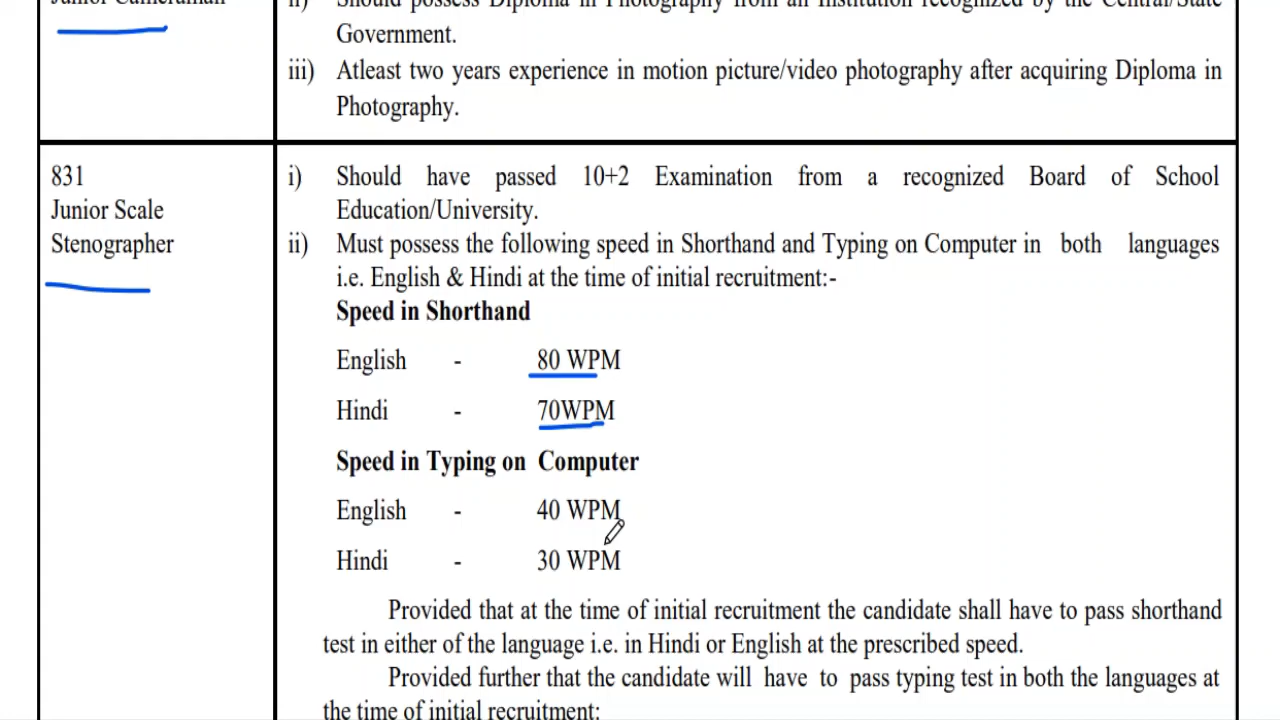 Junior Cameraman
ii) Should possess Diploma in Photography from an Institution recognized by the Central/State
Government.
iii) Atleast two years experience in motion picture/video photography after acquiring Diploma in
Photography.
831
Junior Scale
Stenographer
i) Should have passed 10+2 Examination from a recognized Board of School
Education/University.
ii) Must possess the following speed in Shorthand and Typing on Computer in both languages
i.e. English & Hindi at the time of initial recruitment:-
Speed in Shorthand
English - 80 WPM
Hindi - 70WPM
Speed in Typing on Computer
English - 40 WPM
Hindi - 30 WPM
Provided that at the time of initial recruitment the candidate shall have to pass shorthand
test in either of the language i.e. in Hindi or English at the prescribed speed.
Provided further that the candidate will have to pass typing test in both the languages at
the time of initial recruitment: